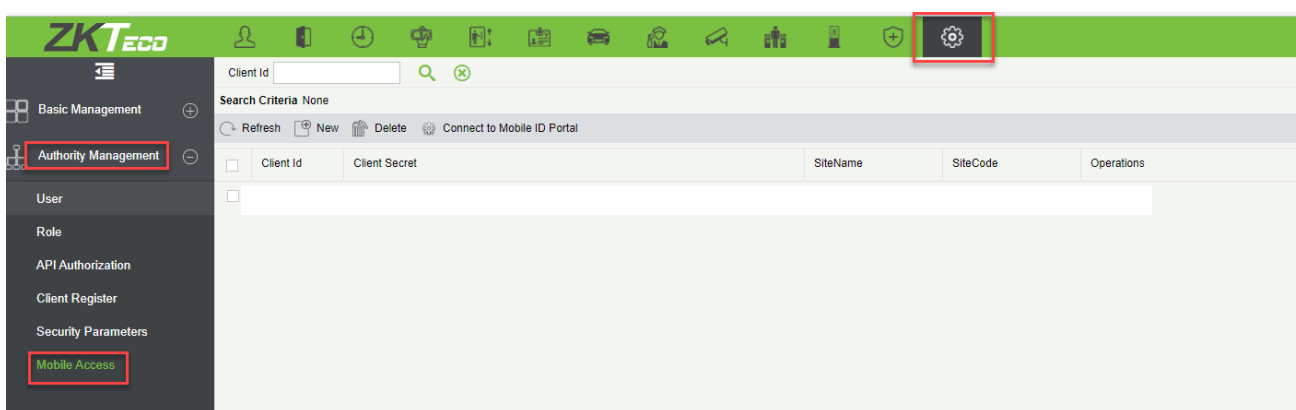 ZKTeco
Client Id
Basic Management
Search Criteria None
Refresh New Delete Connect to Mobile ID Portal
Authority Management
Client Id Client Secret SiteName SiteCode Operations
User
Role
API Authorization
Client Register
Security Parameters
Mobile Access